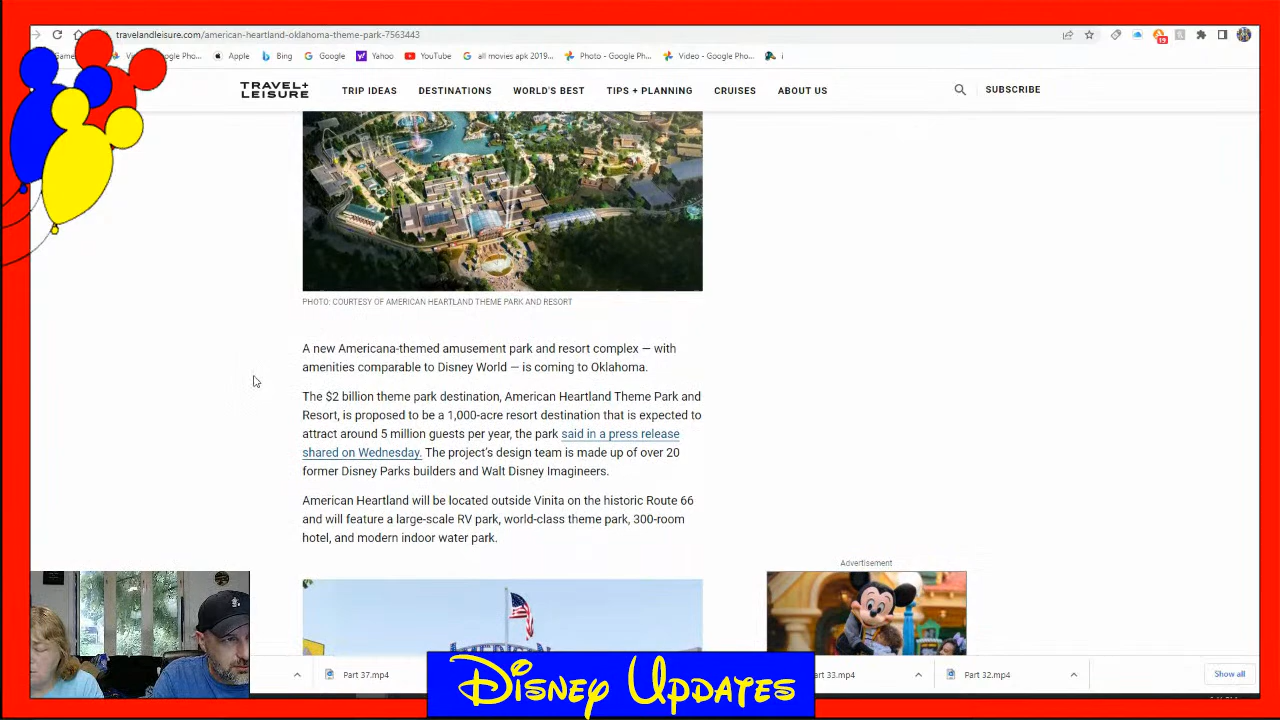 travelandleisure.com/american-heartland-oklahoma-theme-park-7563443
19
Google Pho...
Apple
Bing
Google
Yahoo
YouTube
all movies apk 2019...
Photo - Google Ph...
Video - Google Pho...
TRAVEL+
LEISURE
TRIP IDEAS
DESTINATIONS
WORLD'S BEST
TIPS + PLANNING
CRUISES
ABOUT US
SUBSCRIBE
PHOTO: COURTESY OF AMERICAN HEARTLAND THEME PARK AND RESORT
A new Americana-themed amusement park and resort complex — with
amenities comparable to Disney World — is coming to Oklahoma.
The $2 billion theme park destination, American Heartland Theme Park and
Resort, is proposed to be a 1,000-acre resort destination that is expected to
attract around 5 million guests per year, the park said in a press release
shared on Wednesday. The project's design team is made up of over 20
former Disney Parks builders and Walt Disney Imagineers.
American Heartland will be located outside Vinita on the historic Route 66
and will feature a large-scale RV park, world-class theme park, 300-room
hotel, and modern indoor water park.
Advertisement
Part 37.mp4
33.mp4
Part 32.mp4
Show all
Disney Updates